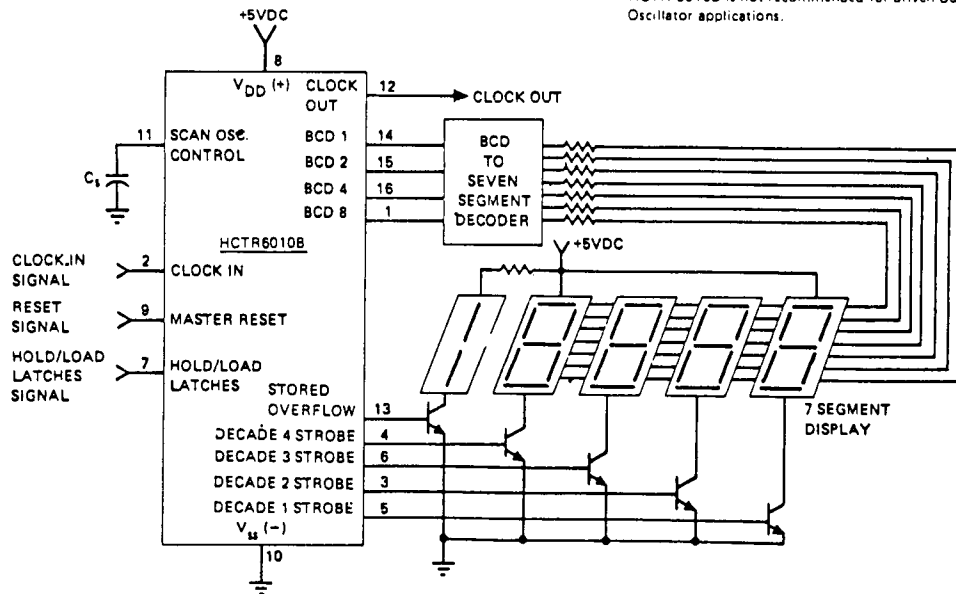 Oscillator applications.
+5VDC
8
V_DD (+)
CLOCK OUT
12
CLOCK OUT
11
SCAN OSC. CONTROL
C_s
BCD 1
14
BCD 2
15
BCD 4
16
BCD 8
1
BCD
TO
SEVEN
SEGMENT
DECODER
HCTR6010B
+5VDC
CLOCK IN
SIGNAL
2
CLOCK IN
RESET
SIGNAL
9
MASTER RESET
HOLD/LOAD
LATCHES
SIGNAL
7
HOLD/LOAD
LATCHES
STORED
OVERFLOW
13
DECADE 4 STROBE
4
DECADE 3 STROBE
6
DECADE 2 STROBE
3
DECADE 1 STROBE
5
7 SEGMENT
DISPLAY
V_ss (-)
10